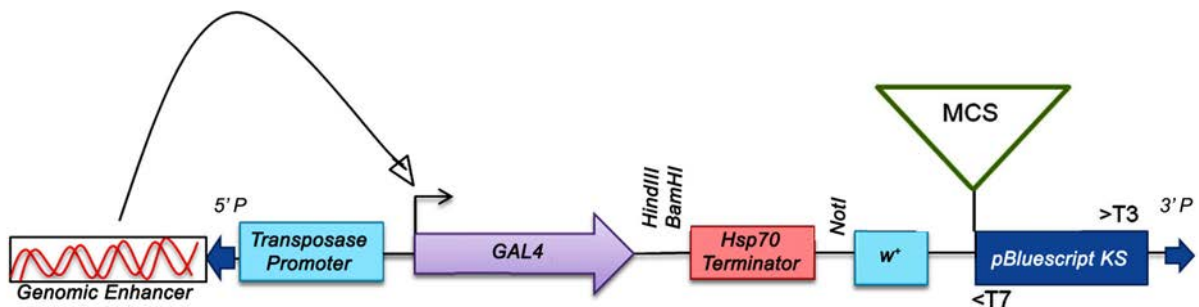 MCS
5' P
HindIII
BamHI
NotI
>T3
3' P
Genomic Enhancer
Transposase
Promoter
GAL4
Hsp70
Terminator
w+
pBluescript KS
<T7